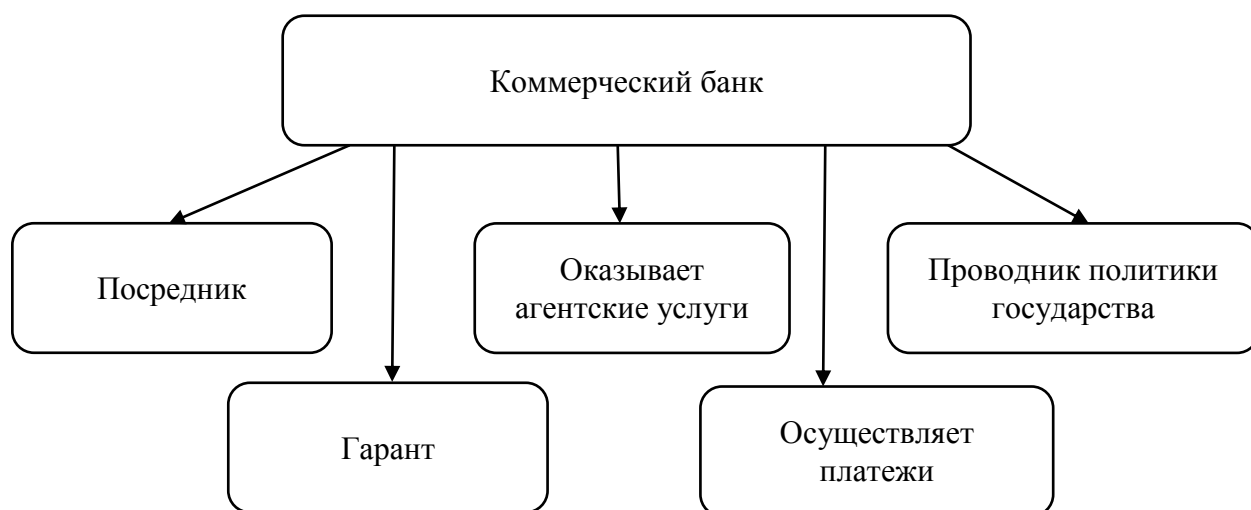 Коммерческий банк
Посредник
Оказывает
агентские услуги
Проводник политики
государства
Гарант
Осуществляет
платежи